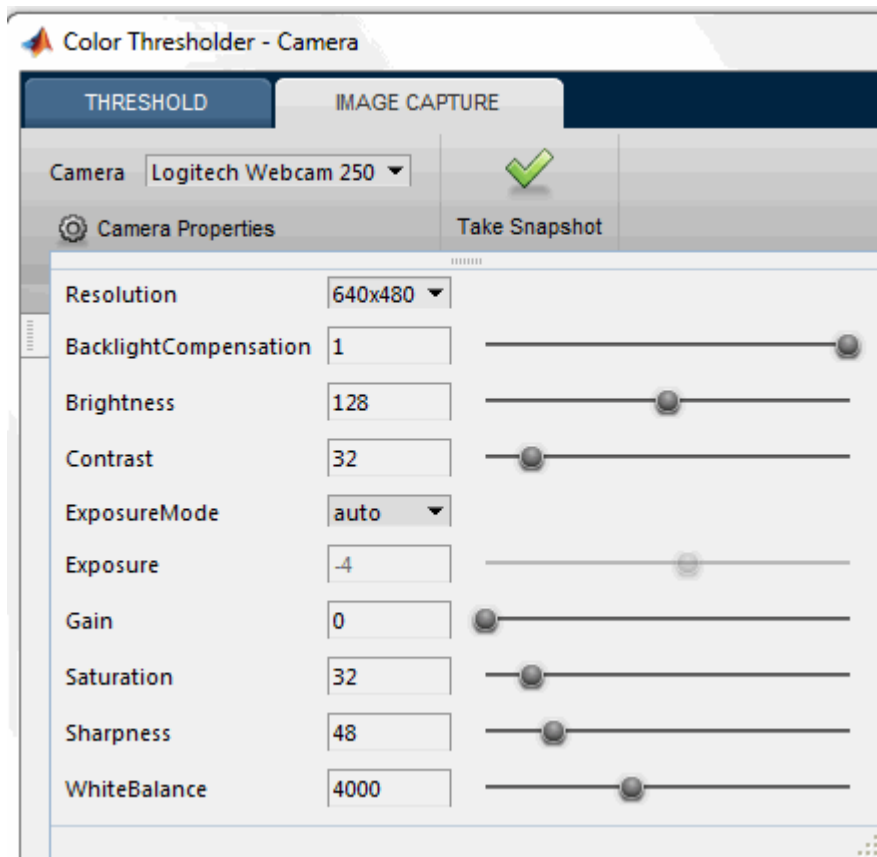 Color Thresholder - Camera
THRESHOLD IMAGE CAPTURE
Camera Logitech Webcam 250
Camera Properties Take Snapshot
Resolution 640x480
BacklightCompensation 1
Brightness 128
Contrast 32
ExposureMode auto
Exposure -4
Gain 0
Saturation 32
Sharpness 48
WhiteBalance 4000